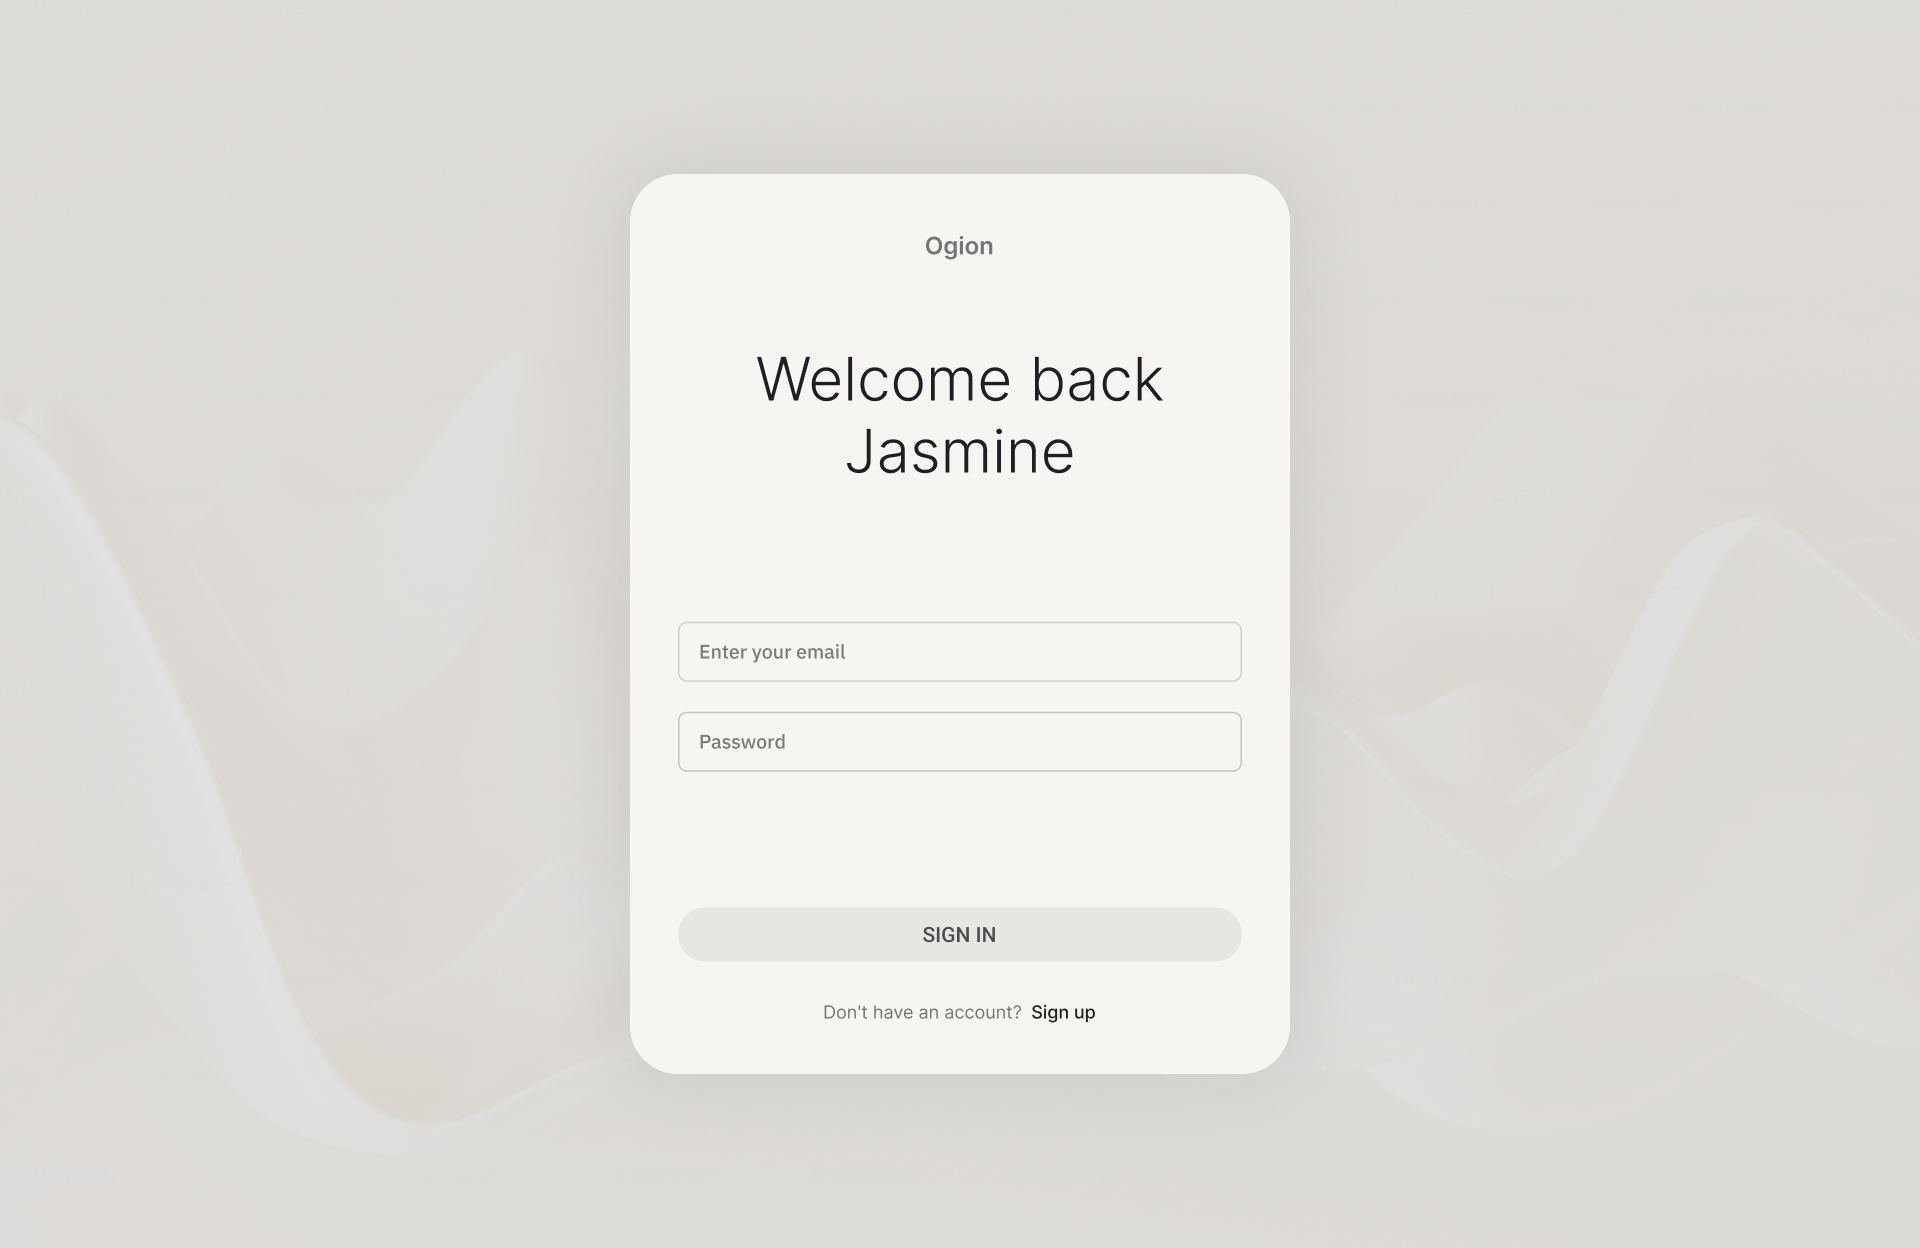 Ogion
Welcome back
Jasmine
Enter your email
Password
SIGN IN
Don't have an account? Sign up